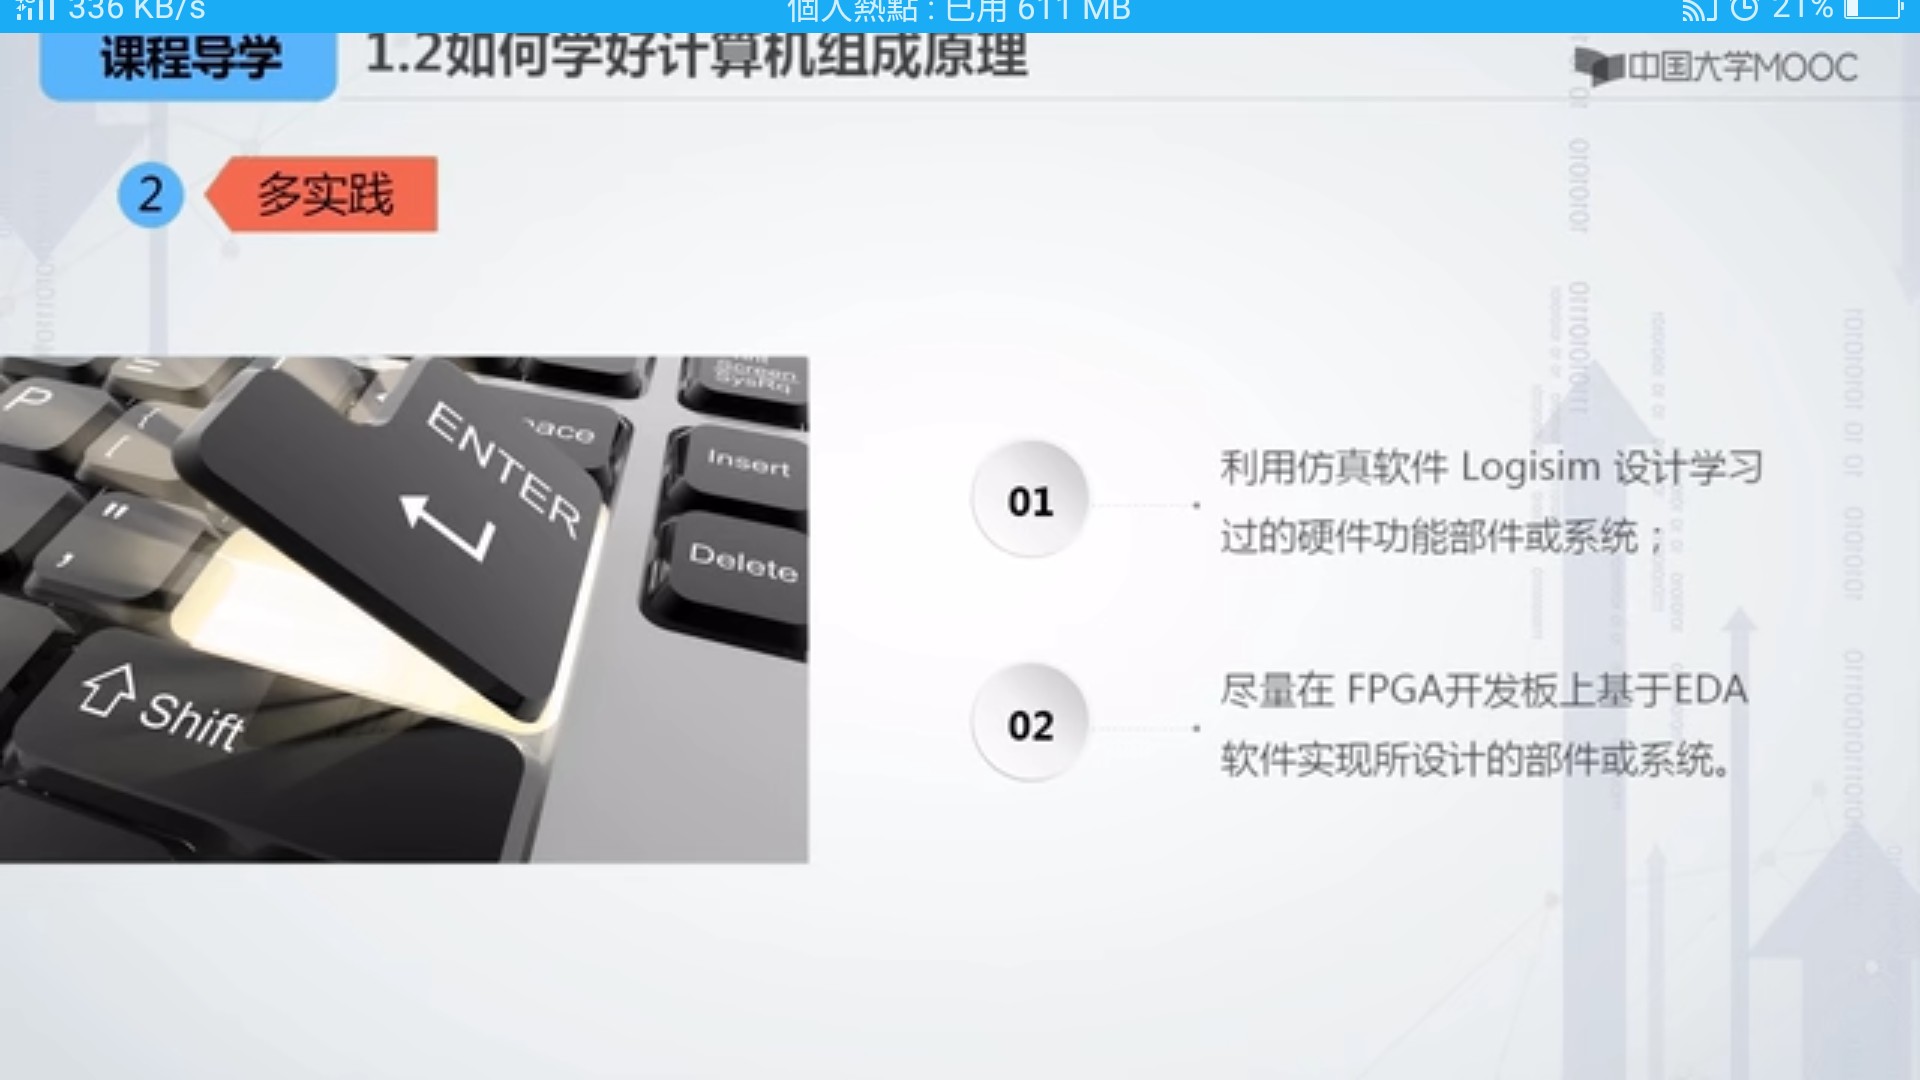 336 KB/s
個人熱點 : 已用 611 MB
21%
课程导学
1.2如何学好计算机组成原理
中国大学MOOC
2
多实践
P
ENTER
Screen
SysRq
Insert
Delete
Shift
01
利用仿真软件 Logisim 设计学习
过的硬件功能部件或系统；
02
尽量在 FPGA开发板上基于EDA
软件实现所设计的部件或系统。